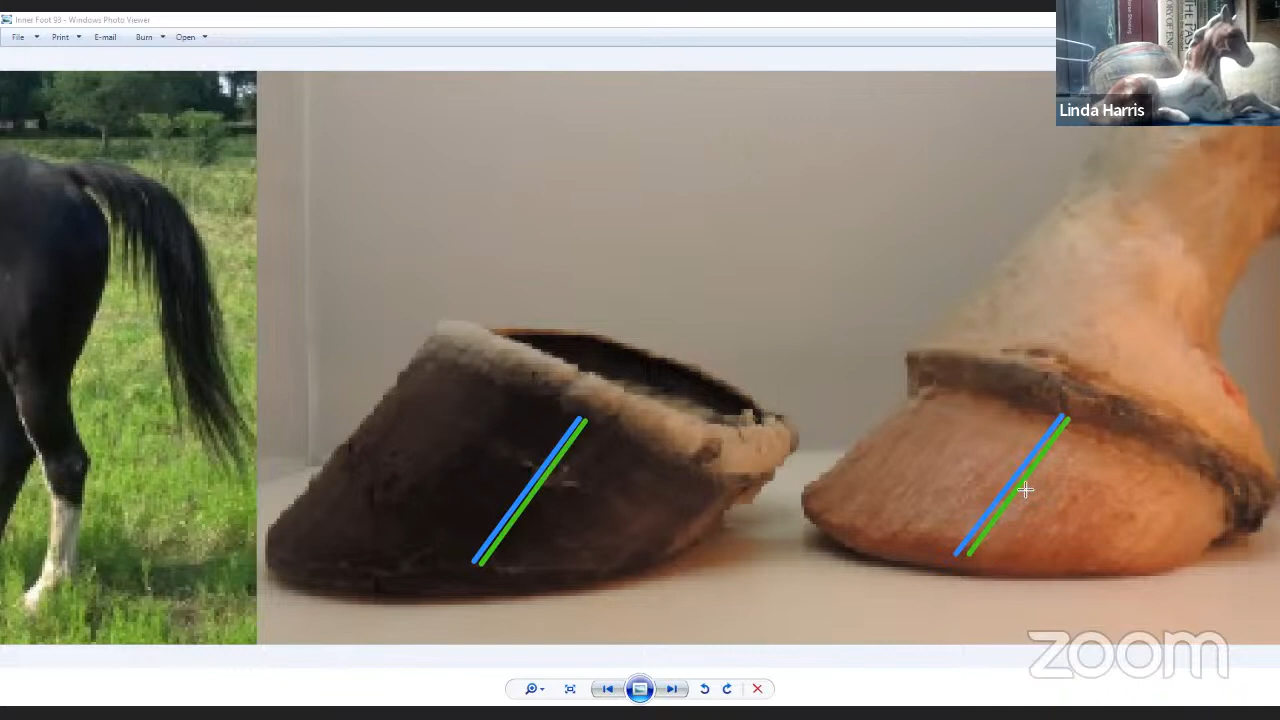 Inner Foot 93 - Windows Photo Viewer
File Print E-mail Burn Open
Linda Harris
zoom